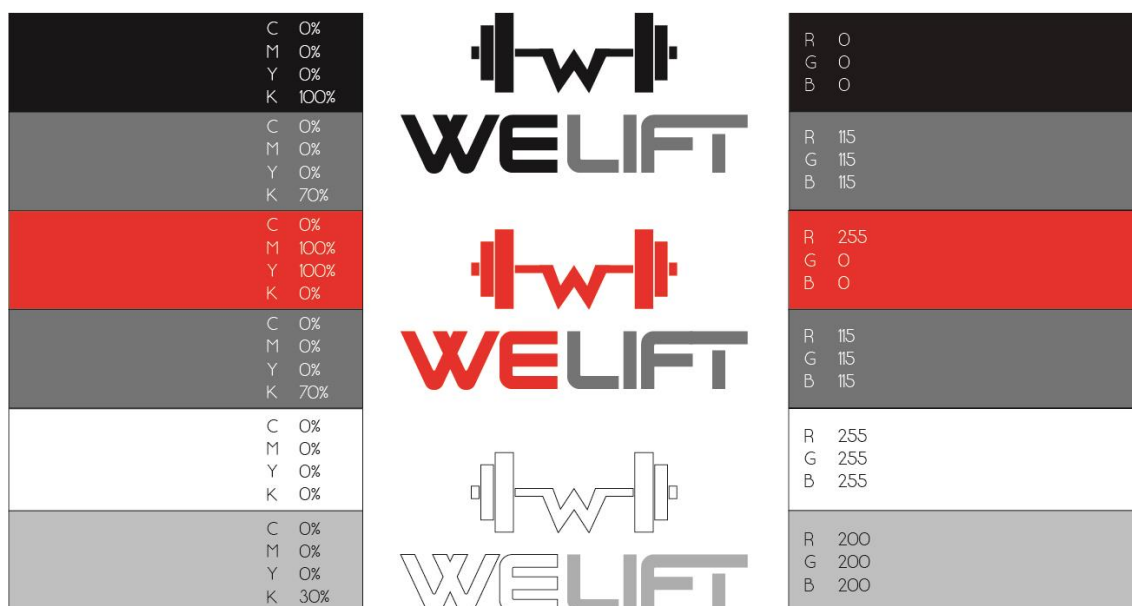 C 0%
M 0%
Y 0%
K 100%
C 0%
M 0%
Y 0%
K 70%
C 0%
M 100%
Y 100%
K 0%
C 0%
M 0%
Y 0%
K 70%
C 0%
M 0%
Y 0%
K 0%
C 0%
M 0%
Y 0%
K 30%
W
WELIFT
W
WELIFT
W
WELIFT
R 0
G 0
B 0
R 115
G 115
B 115
R 255
G 0
B 0
R 115
G 115
B 115
R 255
G 255
B 255
R 200
G 200
B 200